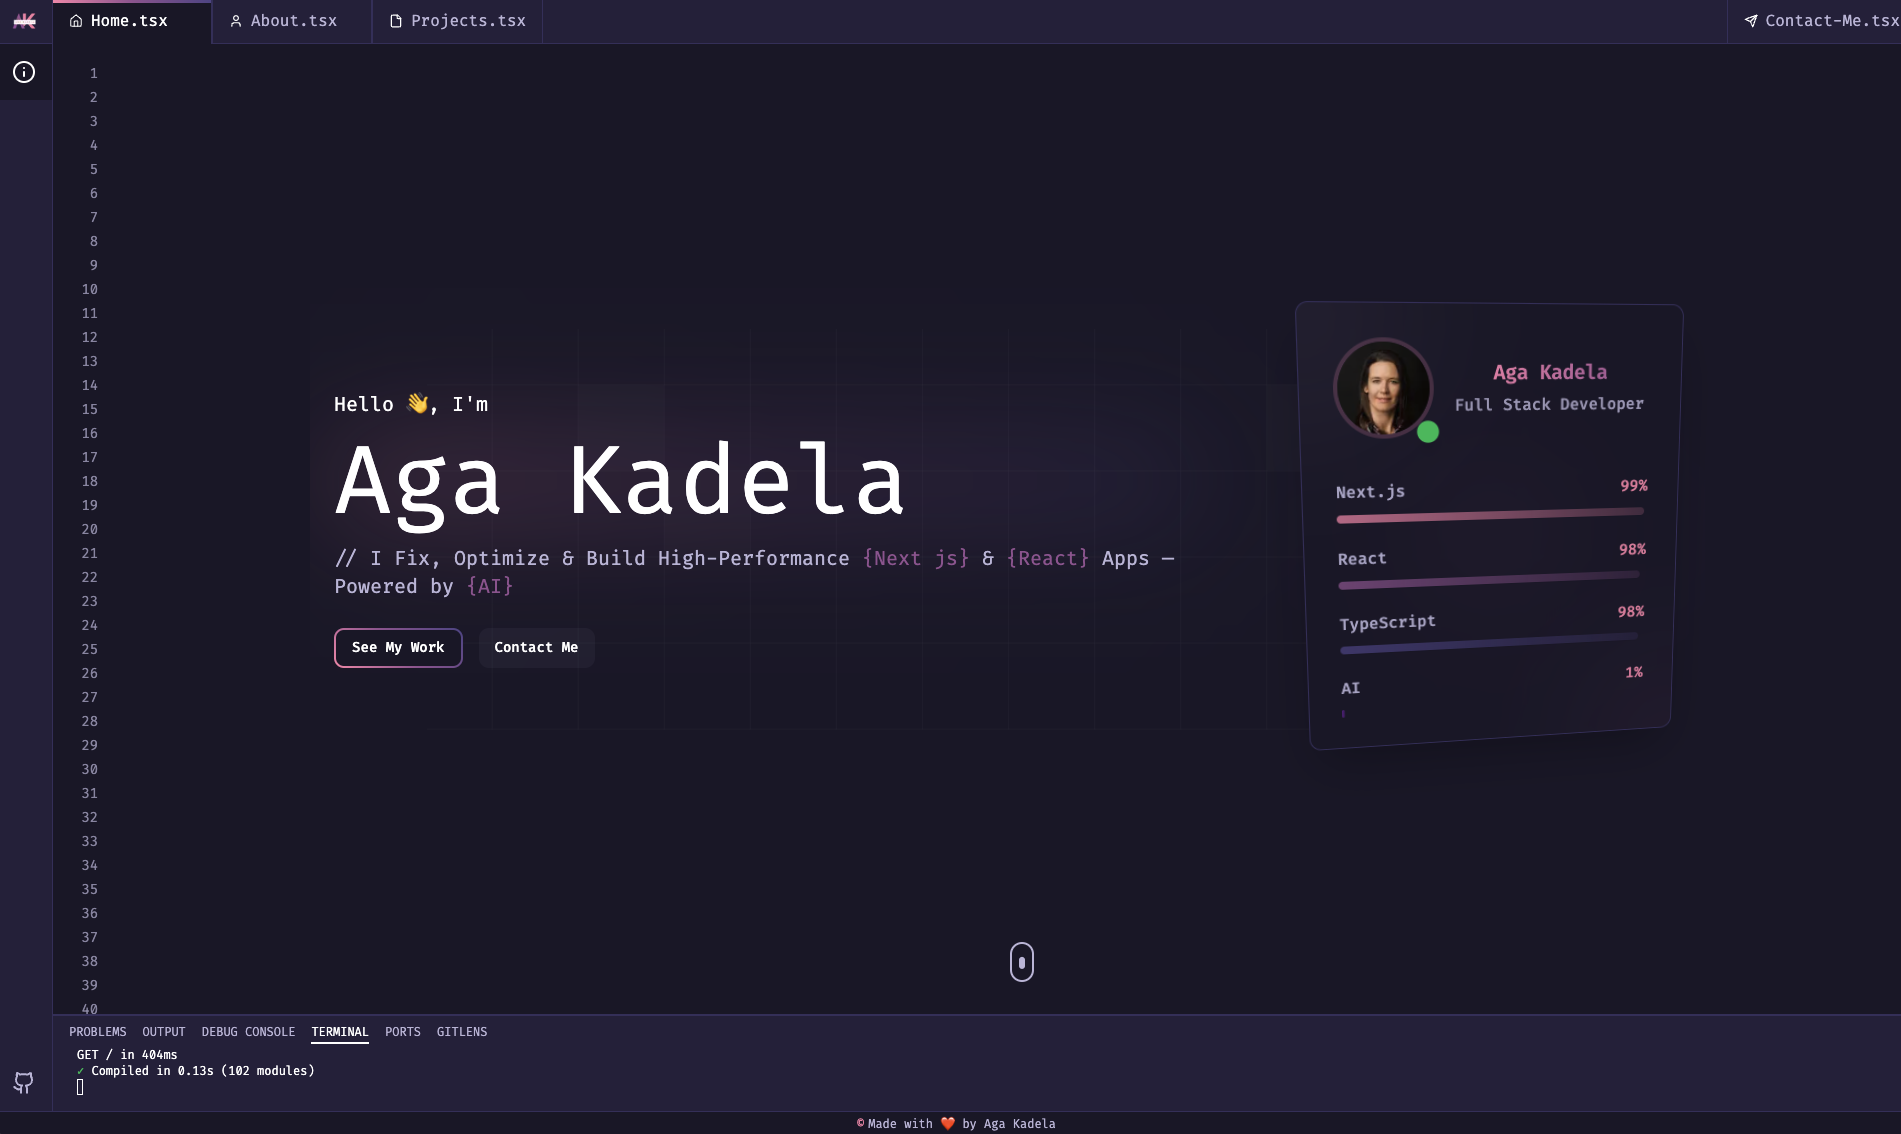 AK
Home.tsx
About.tsx
Projects.tsx
Contact-Me.tsx
1
2
3
4
5
6
7
8
9
10
11
12
13
14
15
16
17
18
19
20
21
22
23
24
25
26
27
28
29
30
31
32
33
34
35
36
37
38
39
40
Hello 👋, I'm
Aga Kadela
// I Fix, Optimize & Build High-Performance {Next js} & {React} Apps —
Powered by {AI}
See My Work
Contact Me
Aga Kadela
Full Stack Developer
Next.js 99%
React 98%
TypeScript 98%
AI 1%
PROBLEMS OUTPUT DEBUG CONSOLE TERMINAL PORTS GITLENS
GET / in 404ms
✓ Compiled in 0.13s (102 modules)
© Made with ❤️ by Aga Kadela